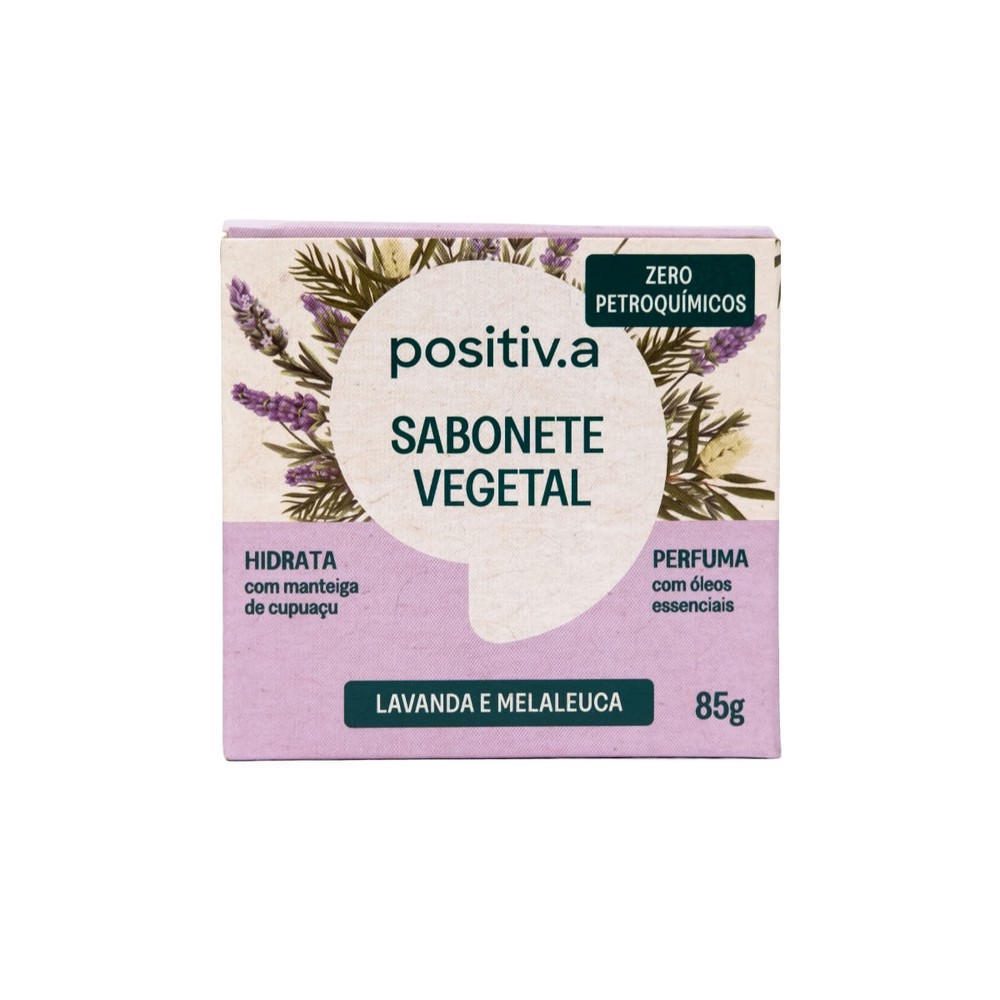 ZERO
PETROQUÍMICOS
positiv.a
SABONETE
VEGETAL
HIDRATA
com manteiga
de cupuaçu
PERFUMA
com óleos
essenciais
LAVANDA E MELALEUCA
85g